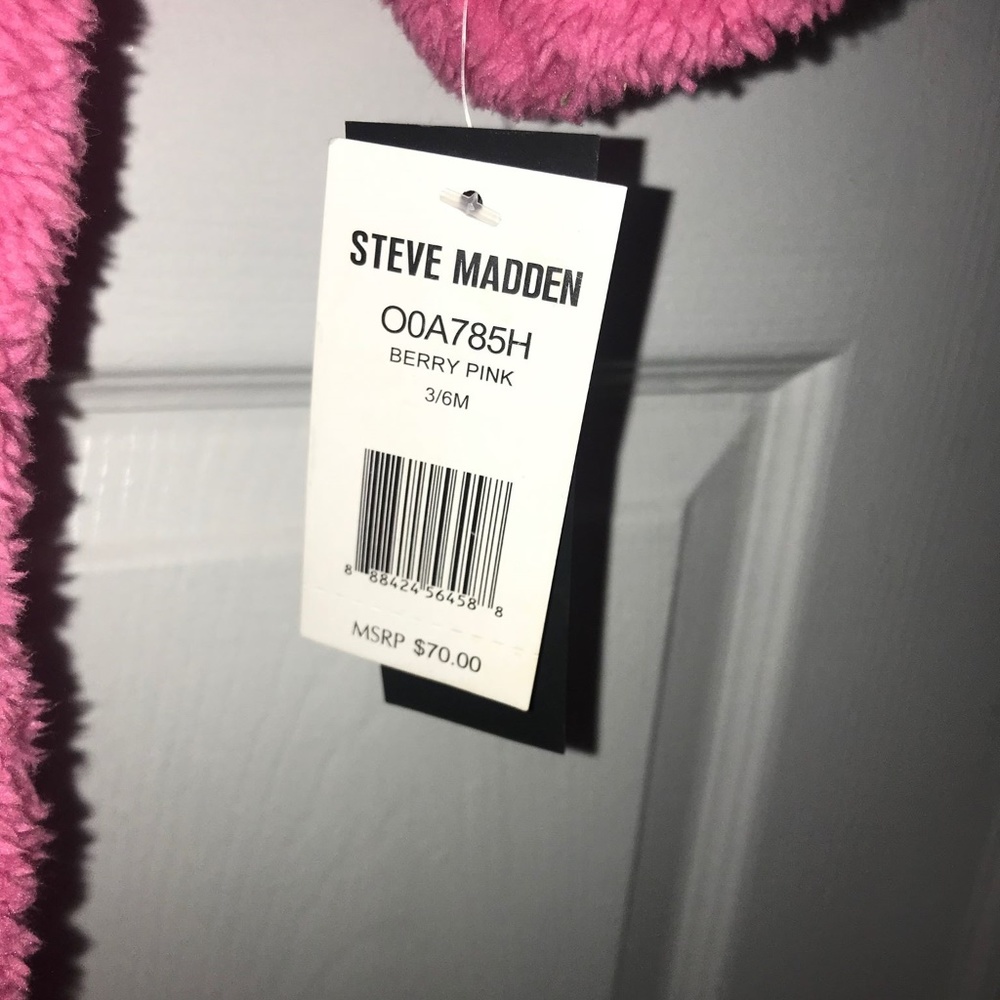 STEVE MADDEN
O0A785H
BERRY PINK
3/6M
8 88424 56458 8
MSRP $70.00